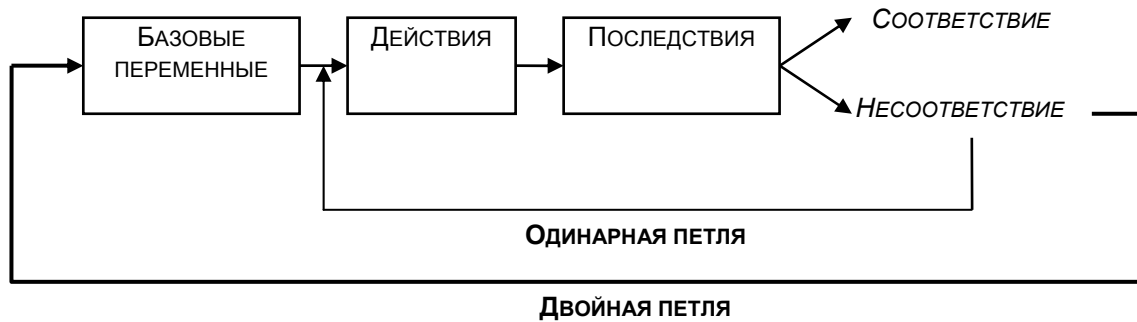 БАЗОВЫЕ
ПЕРЕМЕННЫЕ
ДЕЙСТВИЯ
ПОСЛЕДСТВИЯ
СООТВЕТСТВИЕ
НЕСООТВЕТСТВИЕ
ОДИНАРНАЯ ПЕТЛЯ
ДВОЙНАЯ ПЕТЛЯ